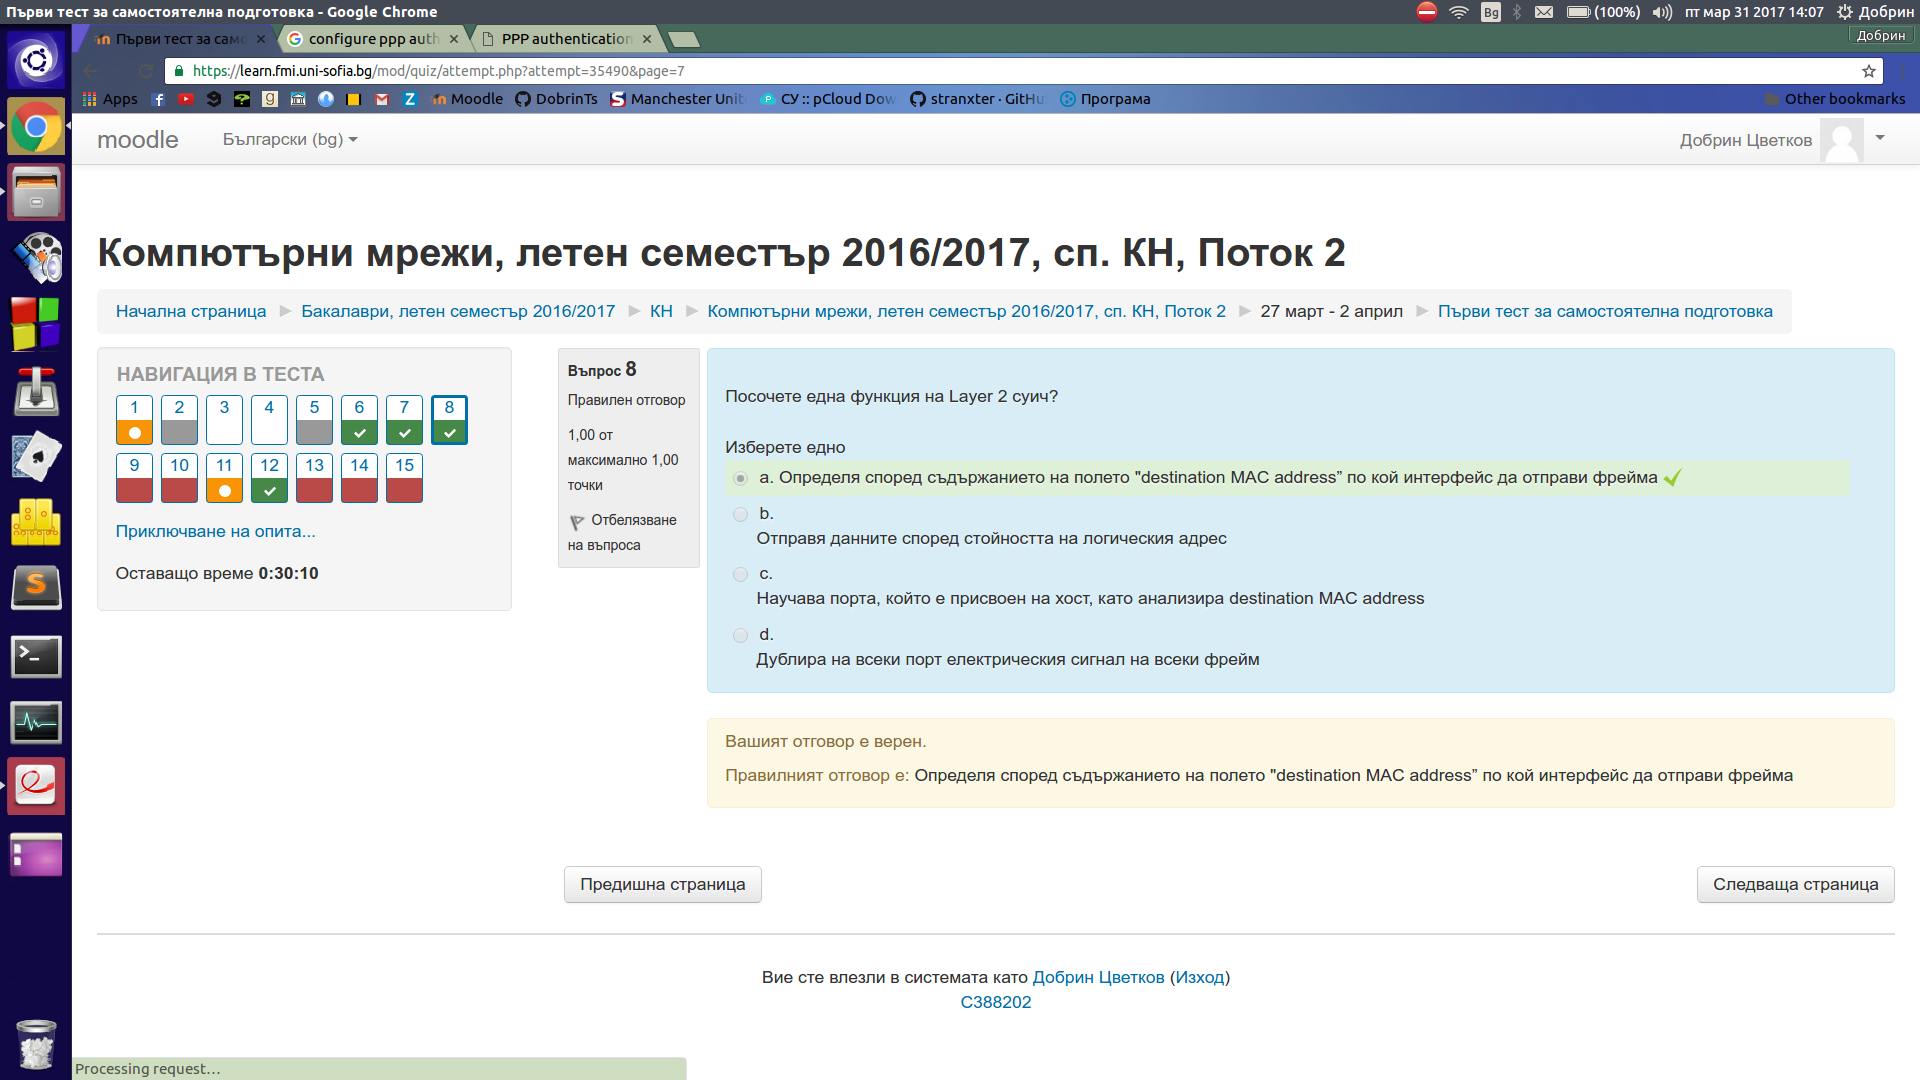 Първи тест за самостоятелна подготовка - Google Chrome
Bg (100%) пт мар 31 2017 14:07 Добрин
Първи тест за само × configure ppp auth × PPP authentication × Добрин
https://learn.fmi.uni-sofia.bg/mod/quiz/attempt.php?attempt=35490&page=7
Apps Moodle DobrinTs Manchester Unit СУ :: pCloud Dow stranxter · GitHu Програма Other bookmarks
moodle Български (bg) Добрин Цветков
Компютърни мрежи, летен семестър 2016/2017, сп. КН, Поток 2
Начална страница ► Бакалаври, летен семестър 2016/2017 ► КН ► Компютърни мрежи, летен семестър 2016/2017, сп. КН, Поток 2 ► 27 март - 2 април ► Първи тест за самостоятелна подготовка
НАВИГАЦИЯ В ТЕСТА
1 2 3 4 5 6 7 8
9 10 11 12 13 14 15
Приключване на опита...
Оставащо време 0:30:10
Въпрос 8
Правилен отговор
1,00 от
максимално 1,00
точки
Отбелязване
на въпроса
Посочете една функция на Layer 2 суич?
Изберете едно
a. Определя според съдържанието на полето "destination MAC address” по кой интерфейс да отправи фрейма
b.
Отправя данните според стойността на логическия адрес
c.
Научава порта, който е присвоен на хост, като анализира destination MAC address
d.
Дублира на всеки порт електрическия сигнал на всеки фрейм
Вашият отговор е верен.
Правилният отговор е: Определя според съдържанието на полето "destination MAC address” по кой интерфейс да отправи фрейма
Предишна страница Следваща страница
Вие сте влезли в системата като Добрин Цветков (Изход)
C388202
Processing request…